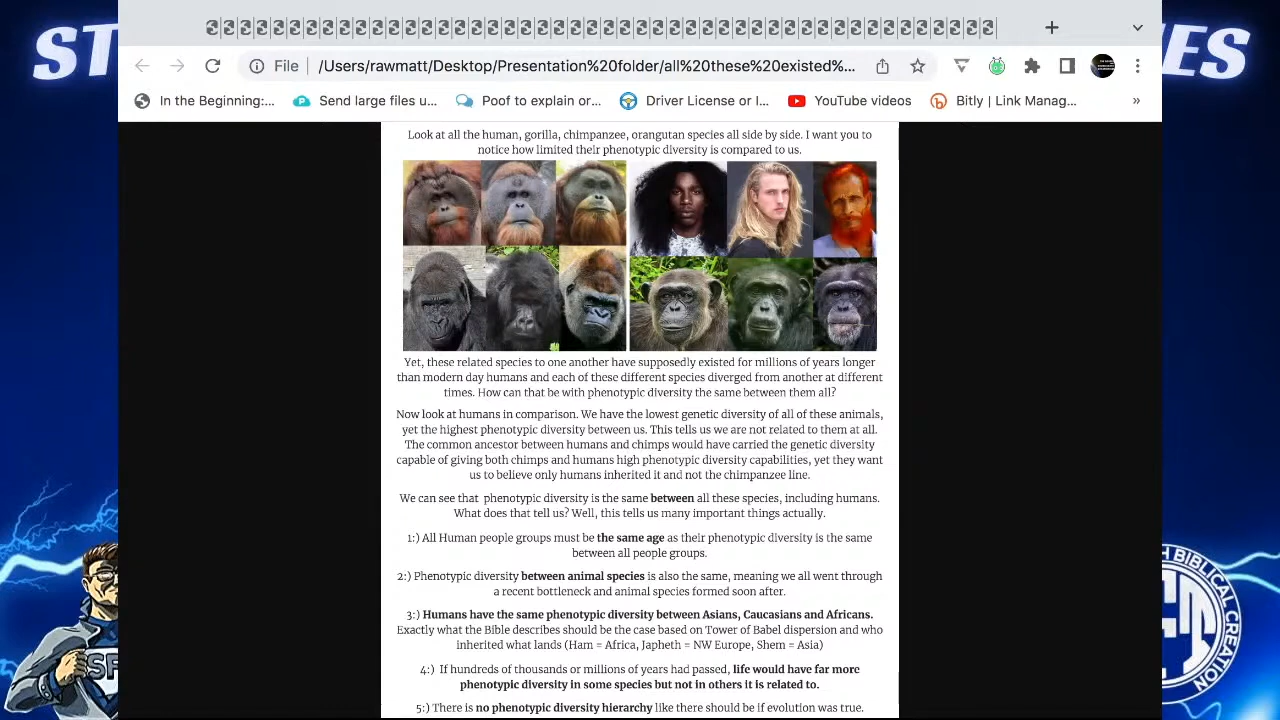 ST
ES
File
/Users/rawmatt/Desktop/Presentation%20folder/all%20these%20existed%...
In the Beginning:...
Send large files u...
Poof to explain or...
Driver License or I...
YouTube videos
Bitly | Link Manag...
»
Look at all the human, gorilla, chimpanzee, orangutan species all side by side. I want you to
notice how limited their phenotypic diversity is compared to us.
Yet, these related species to one another have supposedly existed for millions of years longer
than modern day humans and each of these different species diverged from another at different
times. How can that be with phenotypic diversity the same between them all?
Now look at humans in comparison. We have the lowest genetic diversity of all of these animals,
yet the highest phenotypic diversity between us. This tells us we are not related to them at all.
The common ancestor between humans and chimps would have carried the genetic diversity
capable of giving both chimps and humans high phenotypic diversity capabilities, yet they want
us to believe only humans inherited it and not the chimpanzee line.
We can see that phenotypic diversity is the same between all these species, including humans.
What does that tell us? Well, this tells us many important things actually.
1:) All Human people groups must be the same age as their phenotypic diversity is the same
between all people groups.
2:) Phenotypic diversity between animal species is also the same, meaning we all went through
a recent bottleneck and animal species formed soon after.
3:) Humans have the same phenotypic diversity between Asians, Caucasians and Africans.
Exactly what the Bible describes should be the case based on Tower of Babel dispersion and who
inherited what lands (Ham = Africa, Japheth = NW Europe, Shem = Asia)
4:) If hundreds of thousands or millions of years had passed, life would have far more
phenotypic diversity in some species but not in others it is related to.
5:) There is no phenotypic diversity hierarchy like there should be if evolution was true.
SF
H BIBLICAL CREATION
CT